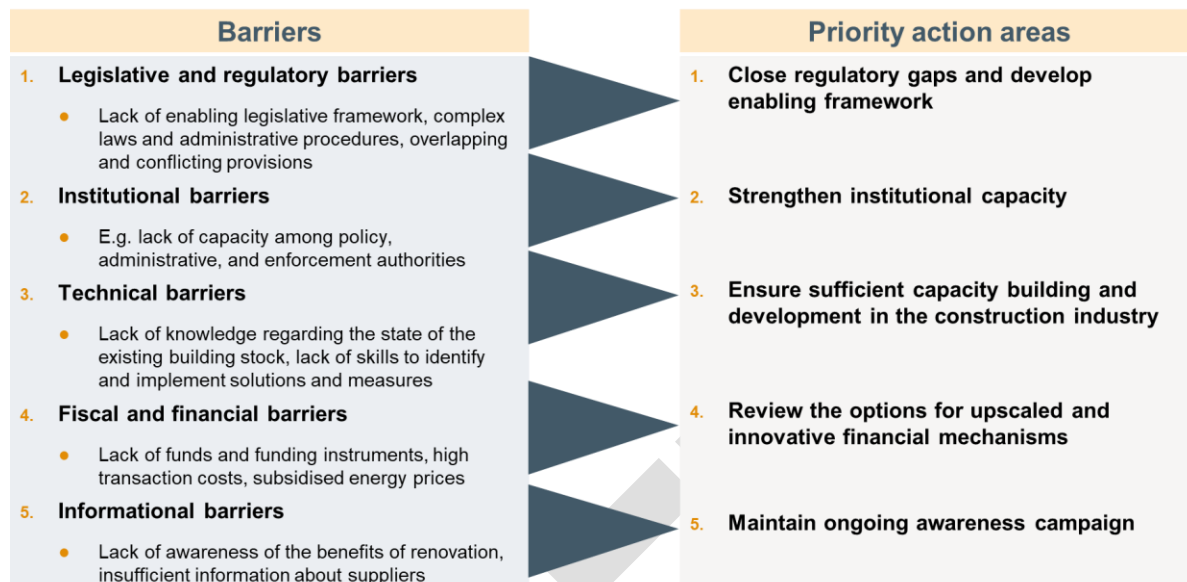 Barriers
1. Legislative and regulatory barriers
● Lack of enabling legislative framework, complex
laws and administrative procedures, overlapping
and conflicting provisions
2. Institutional barriers
● E.g. lack of capacity among policy,
administrative, and enforcement authorities
3. Technical barriers
● Lack of knowledge regarding the state of the
existing building stock, lack of skills to identify
and implement solutions and measures
4. Fiscal and financial barriers
● Lack of funds and funding instruments, high
transaction costs, subsidised energy prices
5. Informational barriers
● Lack of awareness of the benefits of renovation,
insufficient information about suppliers
Priority action areas
1. Close regulatory gaps and develop
enabling framework
2. Strengthen institutional capacity
3. Ensure sufficient capacity building and
development in the construction industry
4. Review the options for upscaled and
innovative financial mechanisms
5. Maintain ongoing awareness campaign